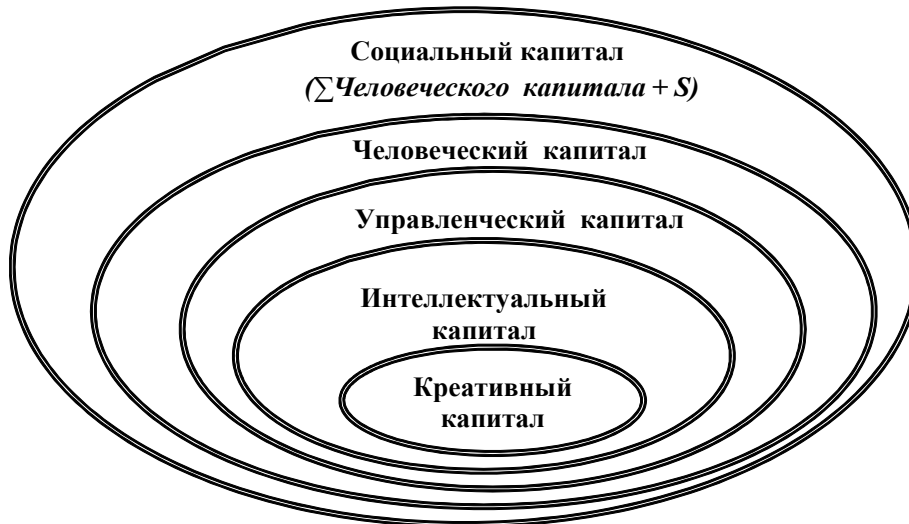 Социальный капитал
(∑Человеческого капитала + S)
Человеческий капитал
Управленческий капитал
Интеллектуальный
капитал
Креативный
капитал